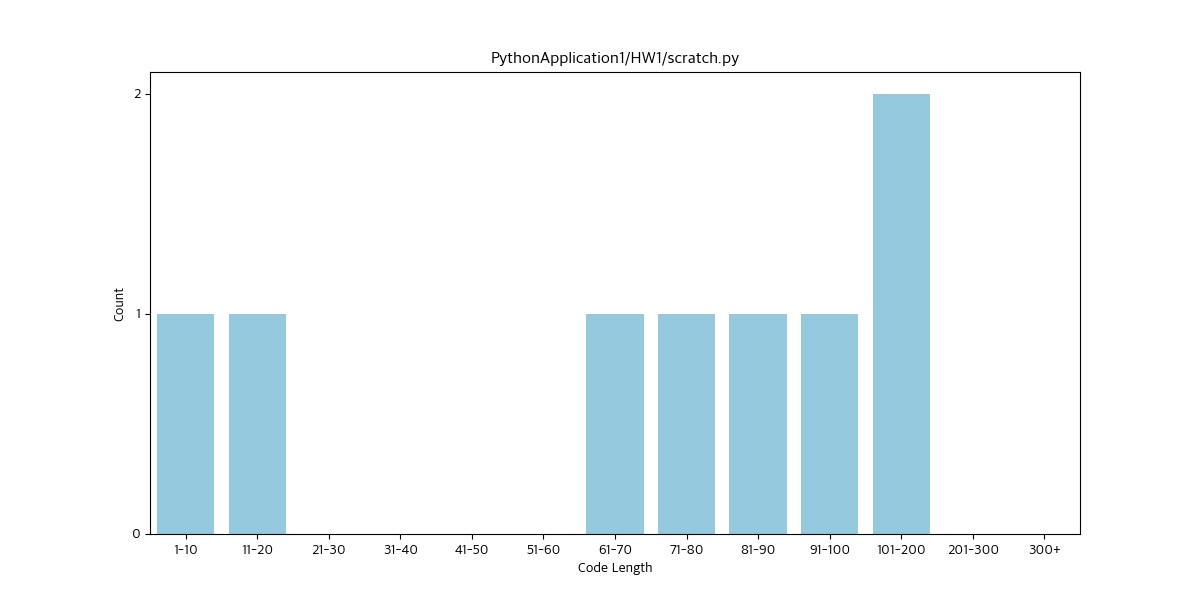 PythonApplication1/HW1/scratch.py
2
1
0
Count
1-10 11-20 21-30 31-40 41-50 51-60 61-70 71-80 81-90 91-100 101-200 201-300 300+
Code Length